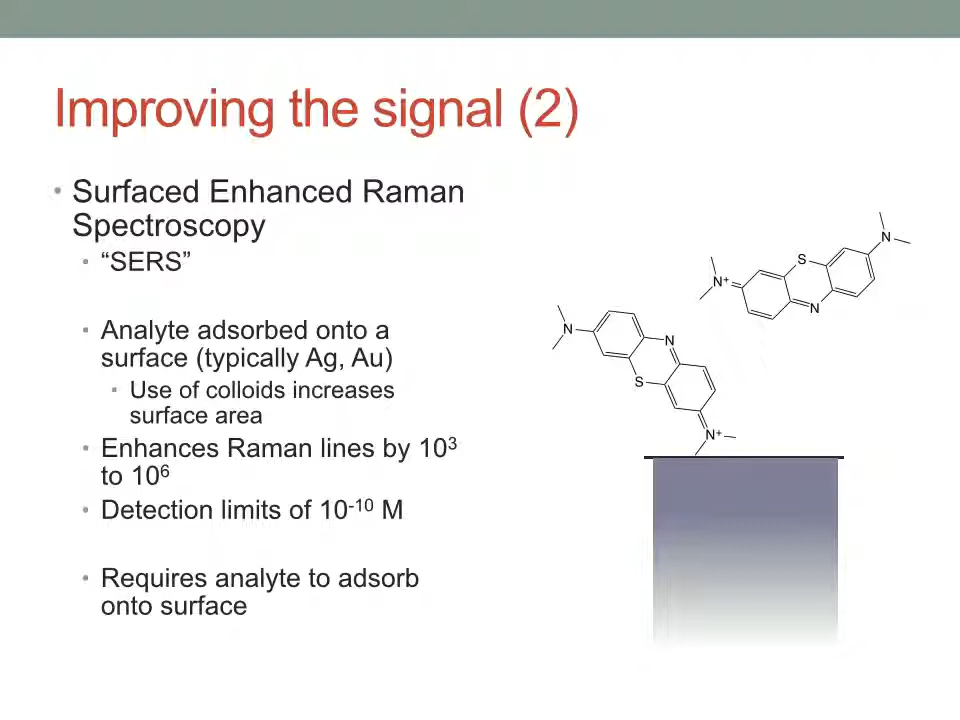 Improving the signal (2)
• Surfaced Enhanced Raman
Spectroscopy
• “SERS”
• Analyte adsorbed onto a
surface (typically Ag, Au)
• Use of colloids increases
surface area
• Enhances Raman lines by 10³
to 10⁶
• Detection limits of 10⁻¹⁰ M
• Requires analyte to adsorb
onto surface
N
S
N⁺
N
N
N
S
N⁺